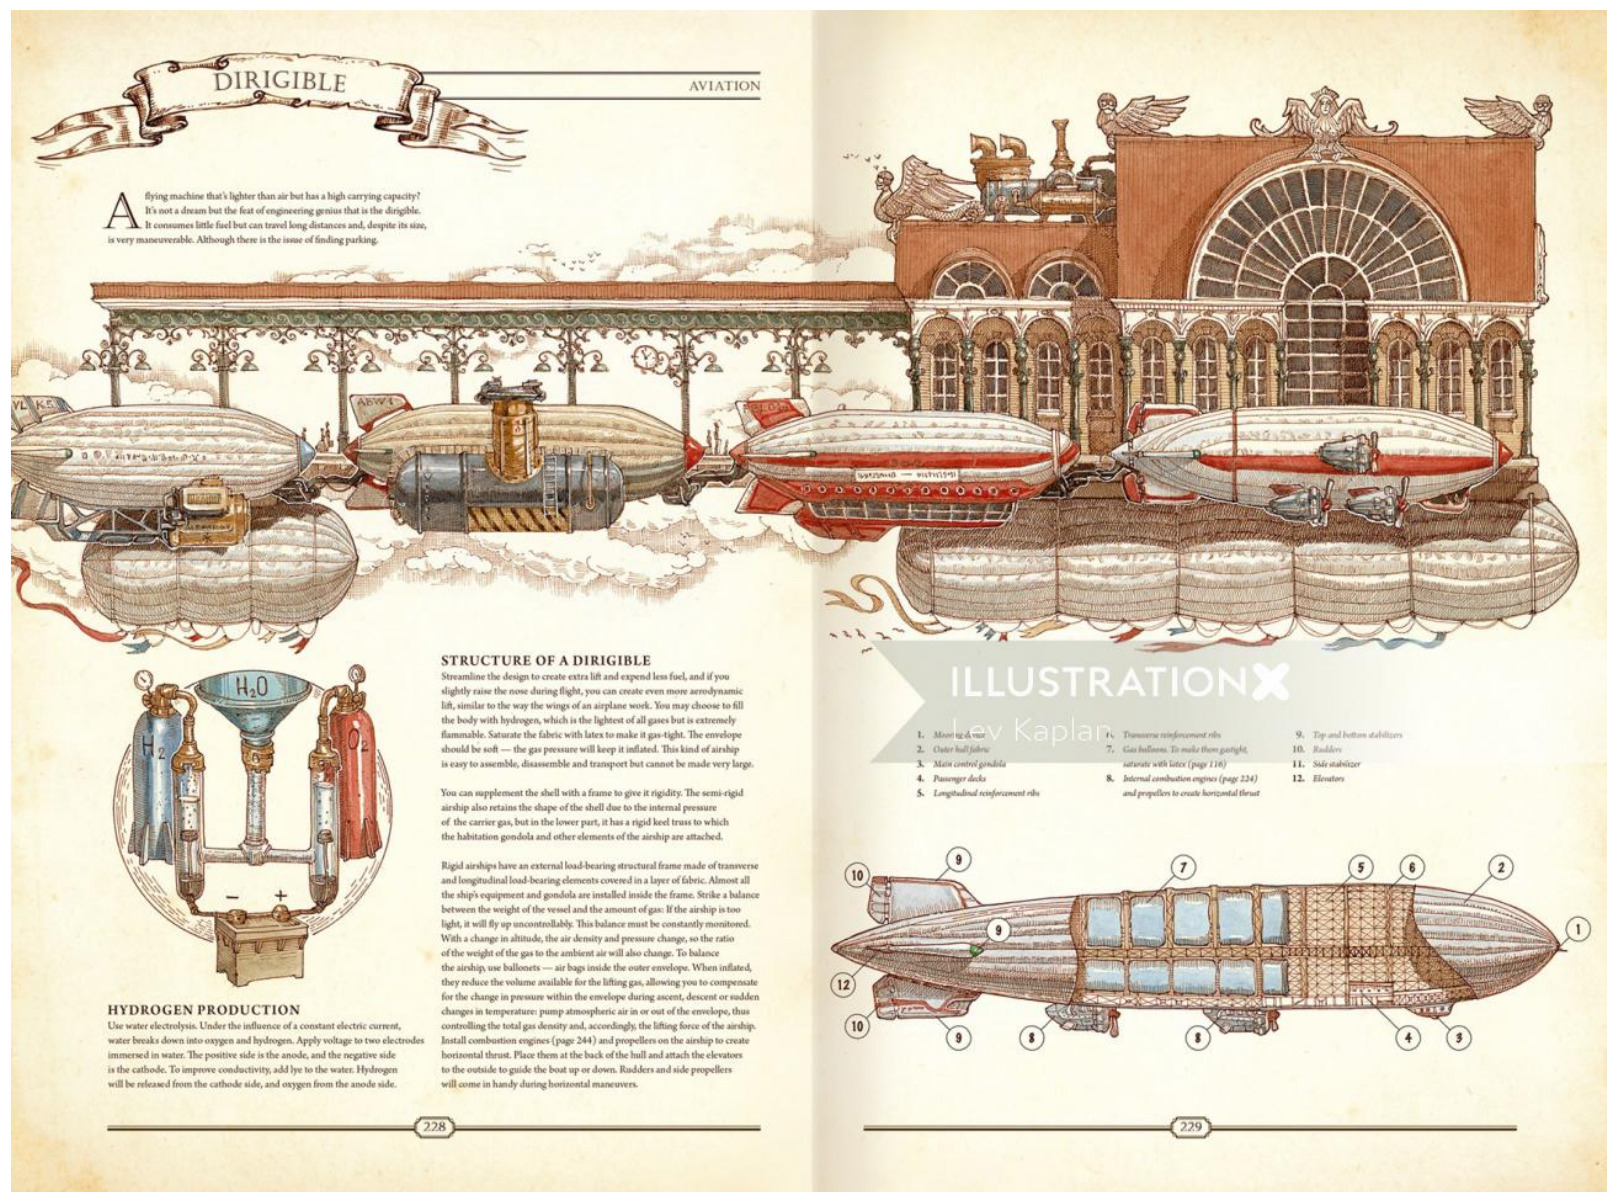 DIRIGIBLE
AVIATION
A flying machine that's lighter than air but has a high carrying capacity?
It's not a dream but the feat of engineering genius that is the dirigible.
It consumes little fuel but can travel long distances and, despite its size,
is very maneuverable. Although there is the issue of finding parking.
H₂O
H₂
O₂
− +
HYDROGEN PRODUCTION
Use water electrolysis. Under the influence of a constant electric current,
water breaks down into oxygen and hydrogen. Apply voltage to two electrodes
immersed in water. The positive side is the anode, and the negative side
is the cathode. To improve conductivity, add lye to the water. Hydrogen
will be released from the cathode side, and oxygen from the anode side.
STRUCTURE OF A DIRIGIBLE
Streamline the design to create extra lift and expend less fuel, and if you
slightly raise the nose during flight, you can create even more aerodynamic
lift, similar to the way the wings of an airplane work. You may choose to fill
the body with hydrogen, which is the lightest of all gases but is extremely
flammable. Saturate the fabric with latex to make it gas-tight. The envelope
should be soft — the gas pressure will keep it inflated. This kind of airship
is easy to assemble, disassemble and transport but cannot be made very large.
You can supplement the shell with a frame to give it rigidity. The semi-rigid
airship also retains the shape of the shell due to the internal pressure
of the carrier gas, but in the lower part, it has a rigid keel truss to which
the habitation gondola and other elements of the airship are attached.
Rigid airships have an external load-bearing structural frame made of transverse
and longitudinal load-bearing elements covered in a layer of fabric. Almost all
the ship's equipment and gondola are installed inside the frame. Strike a balance
between the weight of the vessel and the amount of gas: If the airship is too
light, it will fly up uncontrollably. This balance must be constantly monitored.
With a change in altitude, the air density and pressure change, so the ratio
of the weight of the gas to the ambient air will also change. To balance
the airship, use ballonets — air bags inside the outer envelope. When inflated,
they reduce the volume available for the lifting gas, allowing you to compensate
for the change in pressure within the envelope during ascent, descent or sudden
changes in temperature: pump atmospheric air in or out of the envelope, thus
controlling the total gas density and, accordingly, the lifting force of the airship.
Install combustion engines (page 244) and propellers on the airship to create
horizontal thrust. Place them at the back of the hull and attach the elevators
to the outside to guide the boat up or down. Rudders and side propellers
will come in handy during horizontal maneuvers.
228
ILLUSTRATIONX
Lev Kaplan
1. Mooring
2. Outer hull fabric
3. Main control gondola
4. Passenger decks
5. Longitudinal reinforcement ribs
6. Transverse reinforcement ribs
7. Gas balloons. To make them gastight,
saturate with latex (page 116)
8. Internal combustion engines (page 224)
and propellers to create horizontal thrust
9. Top and bottom stabilizers
10. Rudders
11. Side stabilizer
12. Elevators
9
10
7
5
6
2
9
1
12
10
9
8
8
4
3
229